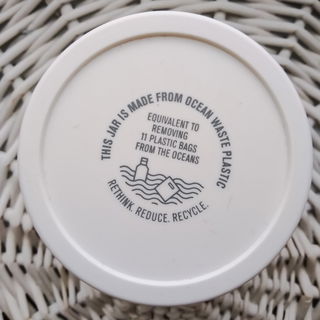 THIS JAR IS MADE FROM OCEAN WASTE PLASTIC
EQUIVALENT TO
REMOVING
11 PLASTIC BAGS
FROM THE OCEANS
RETHINK. REDUCE. RECYCLE.